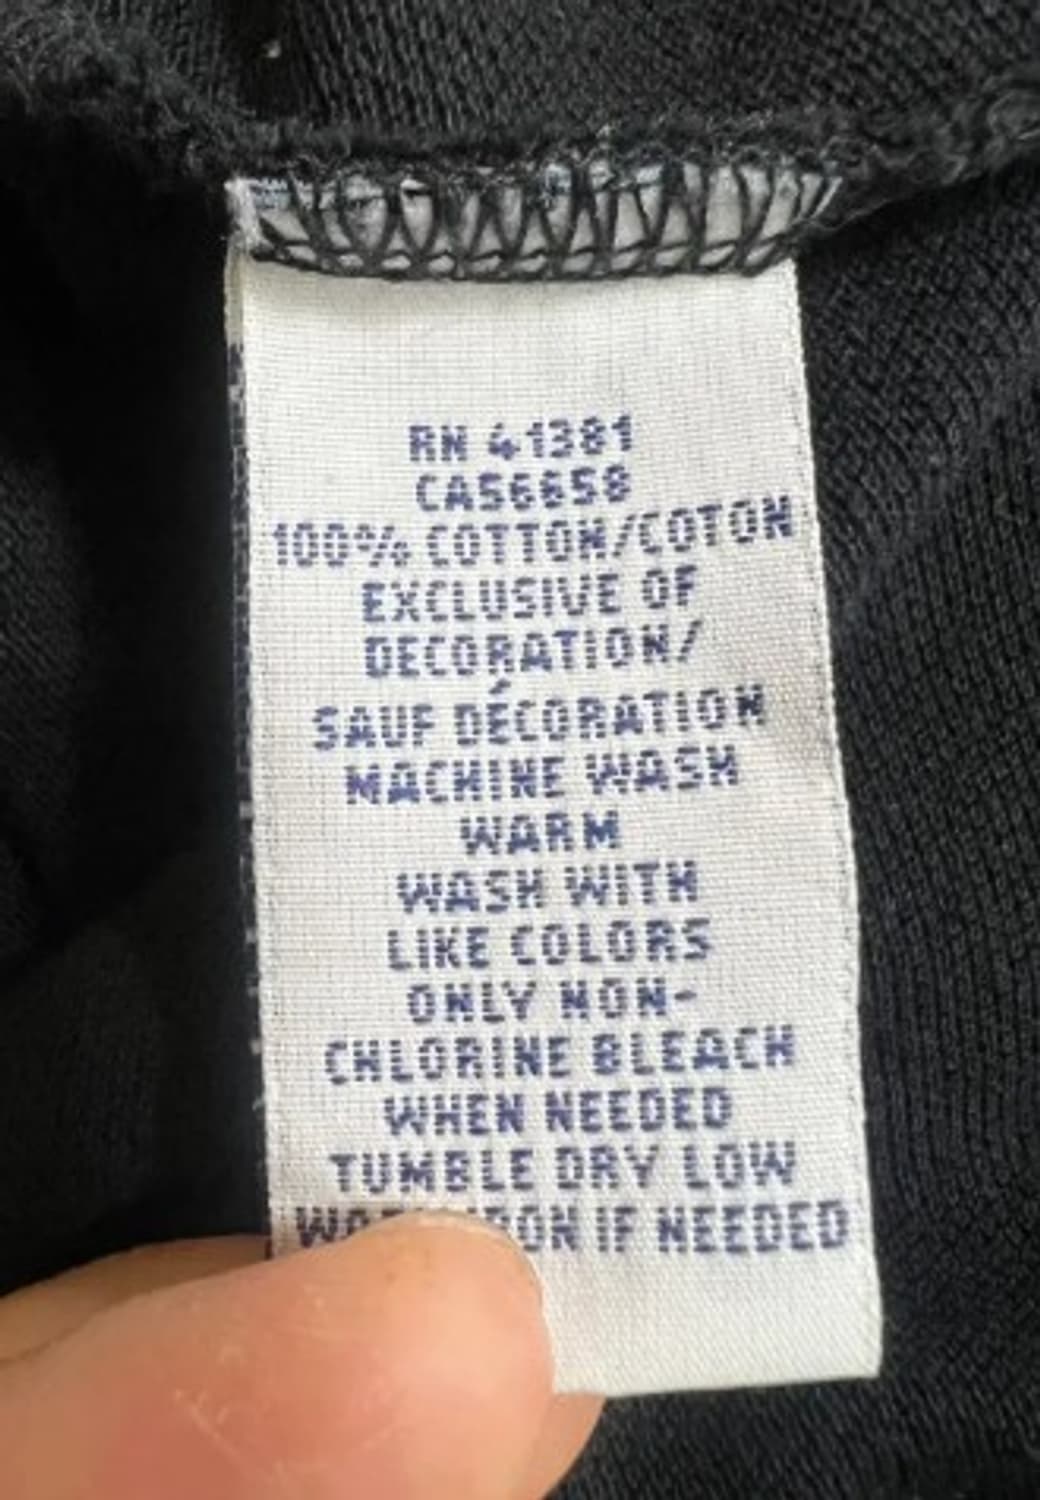 RN 41381
CA56658
100% COTTON/COTON
EXCLUSIVE OF
DECORATION/
SAUF DÉCORATION
MACHINE WASH
WARM
WASH WITH
LIKE COLORS
ONLY NON-
CHLORINE BLEACH
WHEN NEEDED
TUMBLE DRY LOW
IF NEEDED